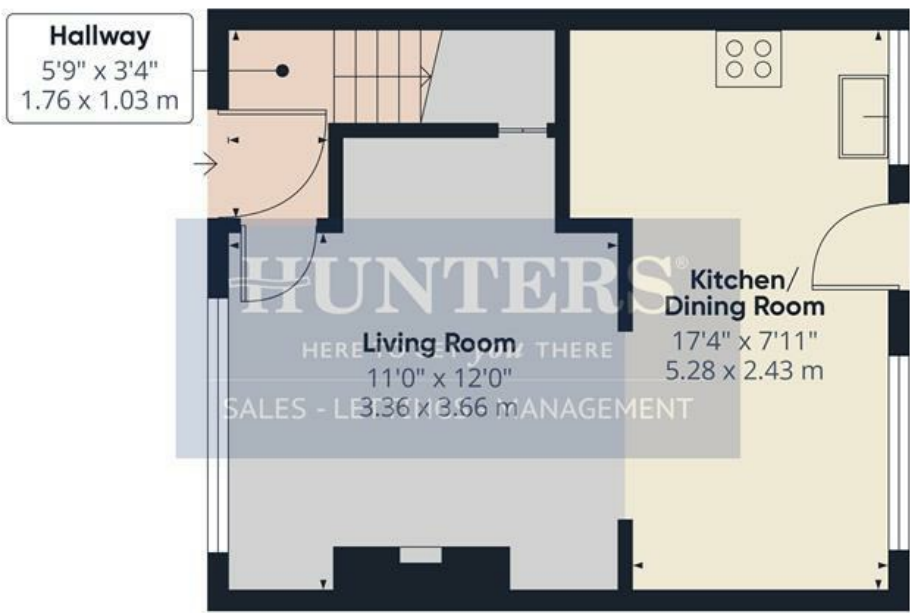 Hallway
5'9" x 3'4"
1.76 x 1.03 m
HUNTERS®
HERE TO GET you THERE
SALES - LETTINGS - MANAGEMENT
Living Room
11'0" x 12'0"
3.36 x 3.66 m
Kitchen/
Dining Room
17'4" x 7'11"
5.28 x 2.43 m